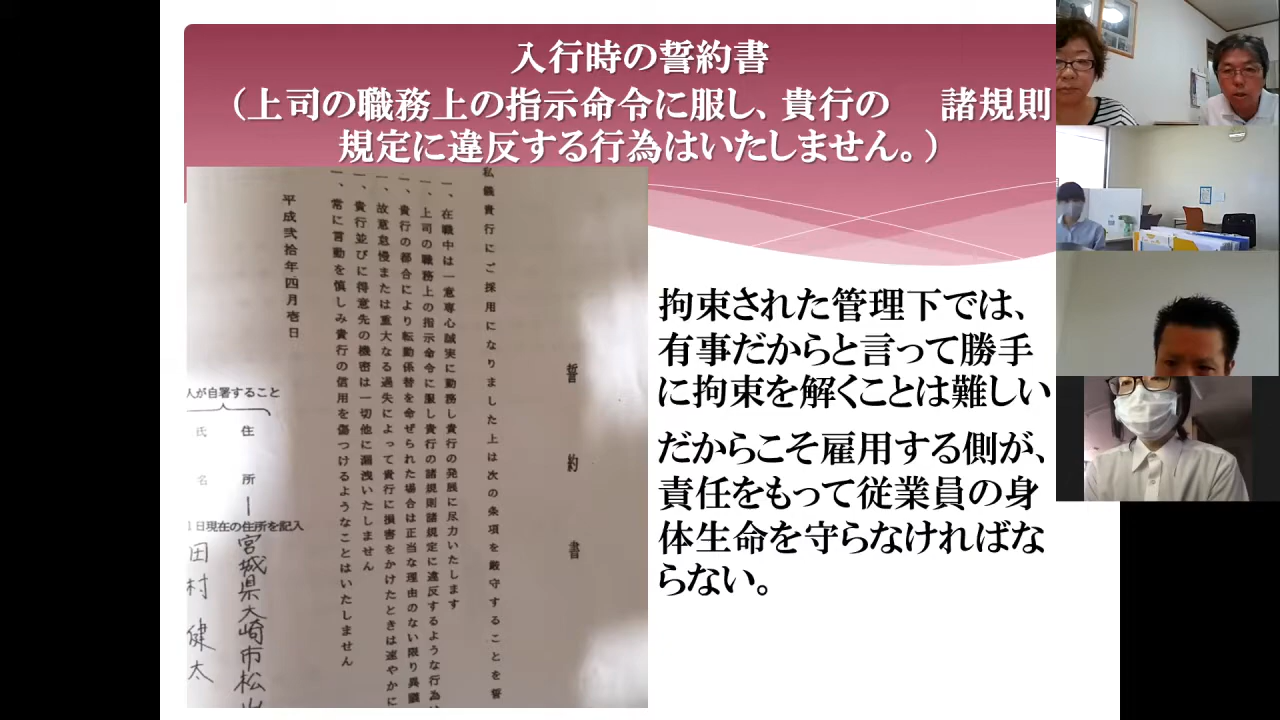 入行時の誓約書
（上司の職務上の指示命令に服し、貴行の　諸規則
規定に違反する行為はいたしません。）
誓約書
私儀貴行にご採用になりました上は次の条項を厳守することを誓
一、在職中は一意専心誠実に勤務し貴行の発展に尽力いたします
一、上司の職務上の指示命令に服し貴行の諸規則諸規定に違反するような行為は
一、貴行の都合により転勤係替を命ぜられた場合は正当な理由のない限り異議
一、故意怠慢または重大なる過失によって貴行に損害をかけたときは速やかに
一、貴行並びに得意先の機密は一切他に漏洩いたしません
一、常に言動を慎しみ貴行の信用を傷つけるようなことはいたしません
平成弐拾年四月壱日
人が自署すること
住所
氏名
1日現在の住所を記入
宮城県大崎市松山
田村 健太
拘束された管理下では、
有事だからと言って勝手
に拘束を解くことは難しい
だからこそ雇用する側が、
責任をもって従業員の身
体生命を守らなければな
らない。